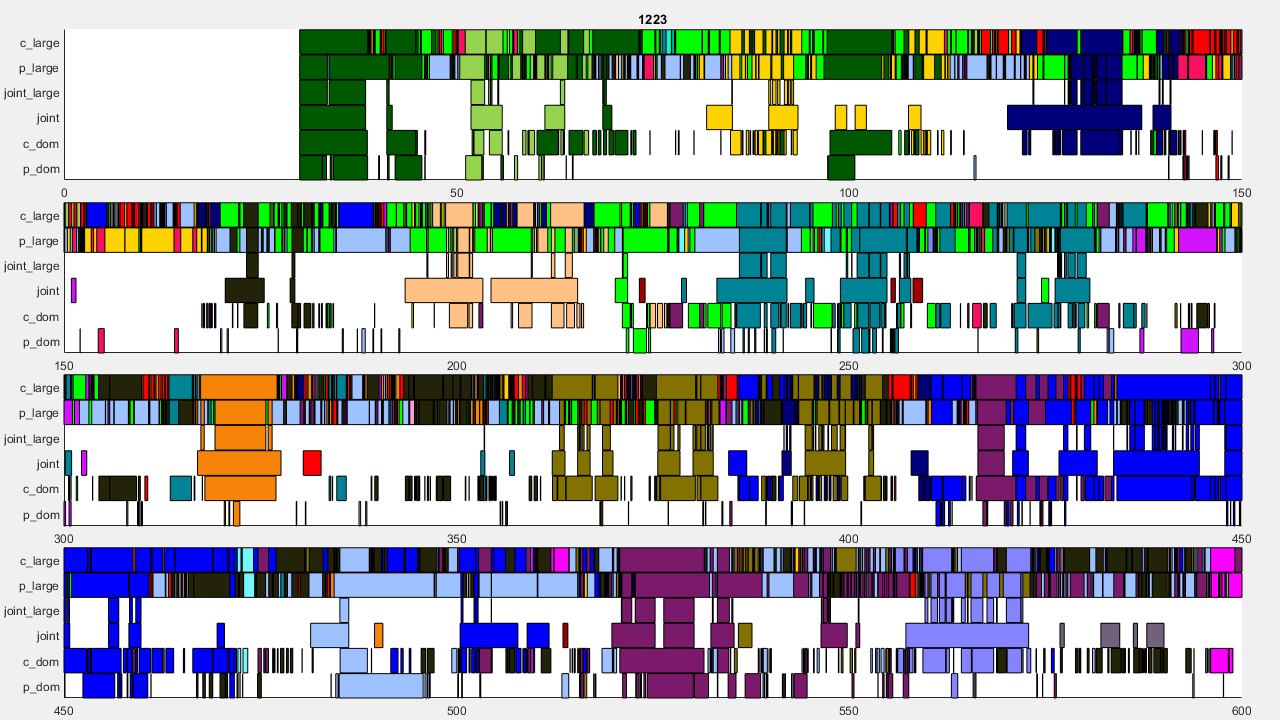 1223
c_large
p_large
joint_large
joint
c_dom
p_dom
0 50 100 150
c_large
p_large
joint_large
joint
c_dom
p_dom
150 200 250 300
c_large
p_large
joint_large
joint
c_dom
p_dom
300 350 400 450
c_large
p_large
joint_large
joint
c_dom
p_dom
450 500 550 600